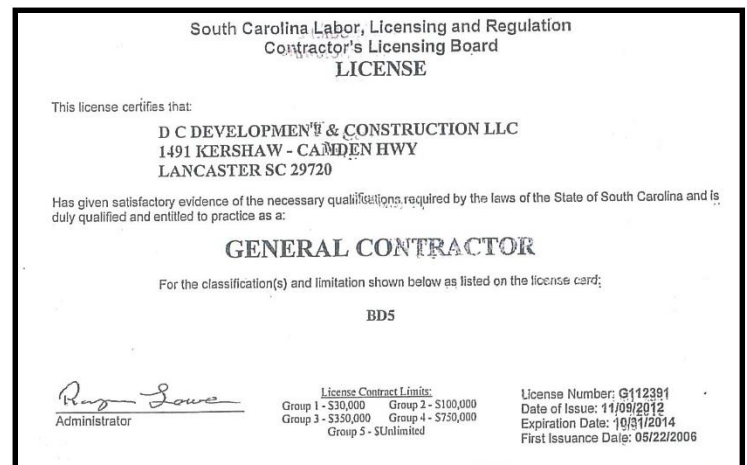 South Carolina Labor, Licensing and Regulation
Contractor's Licensing Board
LICENSE
This license certifies that:
D C DEVELOPMENT & CONSTRUCTION LLC
1491 KERSHAW - CAMDEN HWY
LANCASTER SC 29720
Has given satisfactory evidence of the necessary qualifications required by the laws of the State of South Carolina and is
duly qualified and entitled to practice as a:
GENERAL CONTRACTOR
For the classification(s) and limitation shown below as listed on the license card:
BD5
Administrator
License Contract Limits:
Group 1 - $30,000 Group 2 - $100,000
Group 3 - $350,000 Group 4 - $750,000
Group 5 - $Unlimited
License Number: G112391
Date of Issue: 11/09/2012
Expiration Date: 10/31/2014
First Issuance Date: 05/22/2006